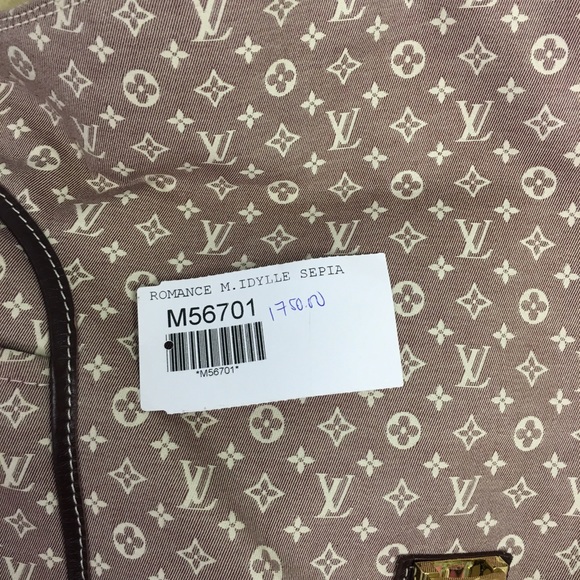 ROMANCE M.IDYLLE SEPIA
M56701 1750.00
*M56701*